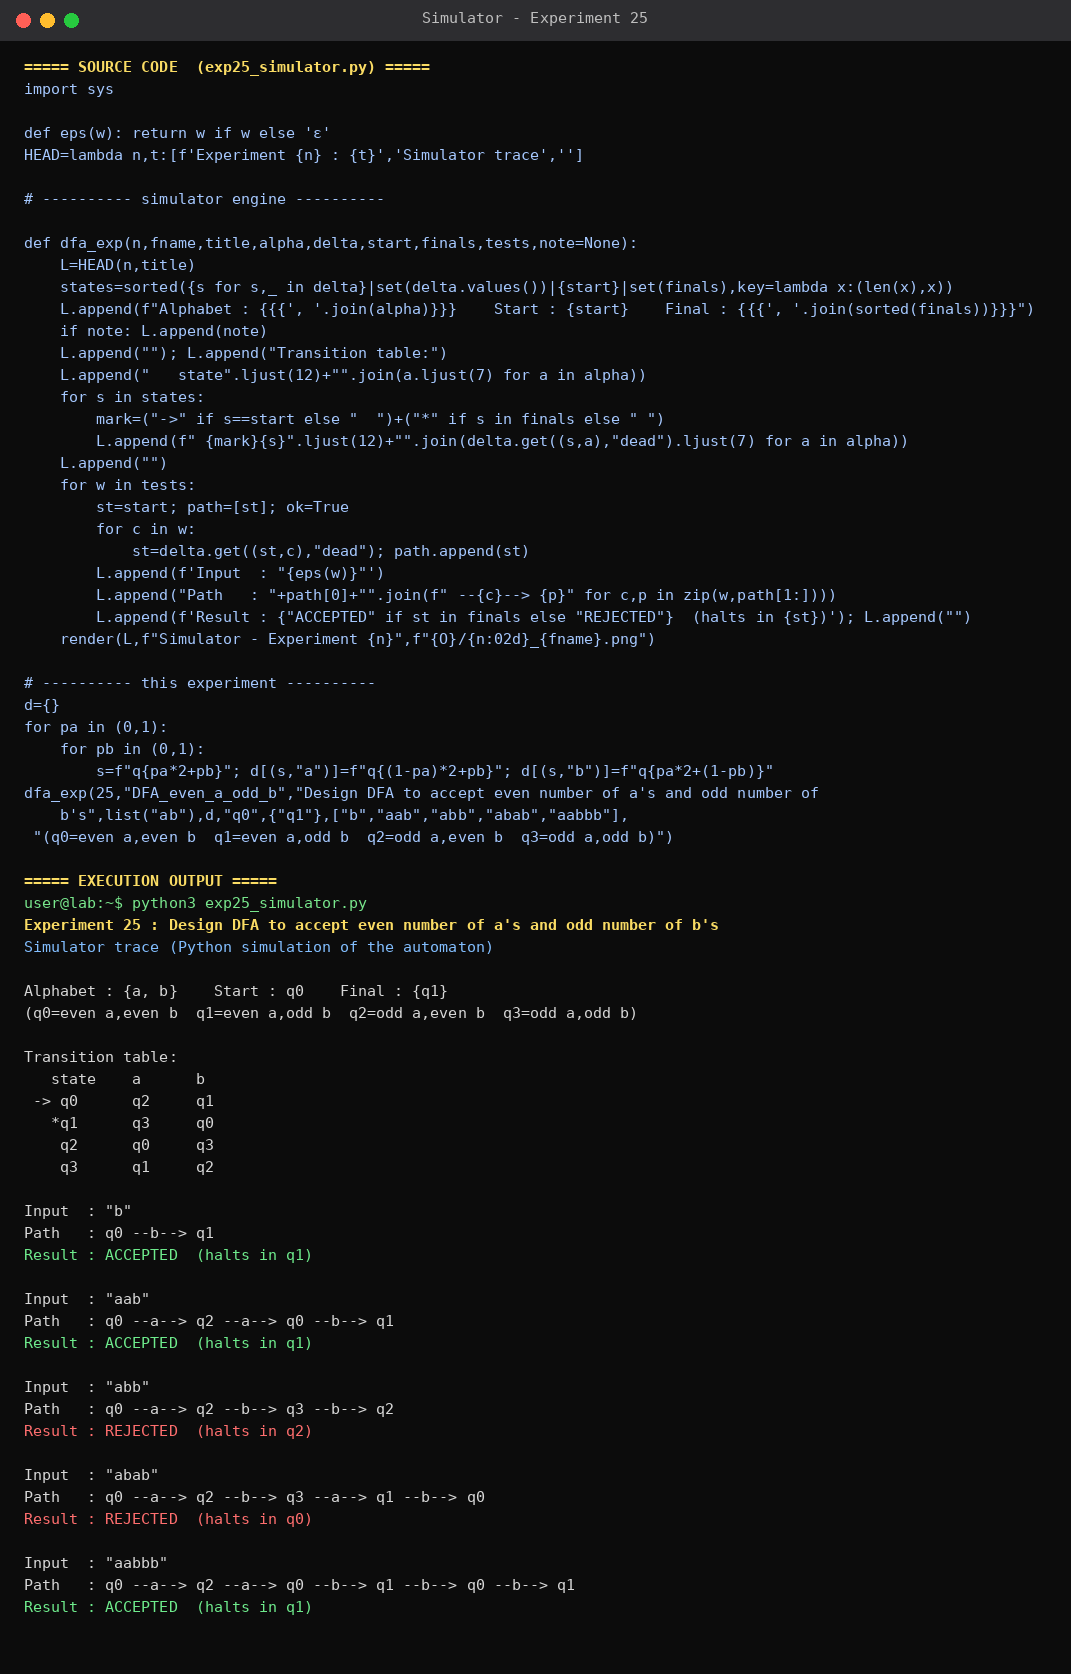 Simulator - Experiment 25
===== SOURCE CODE  (exp25_simulator.py) =====
import sys

def eps(w): return w if w else 'ε'
HEAD=lambda n,t:[f'Experiment {n} : {t}','Simulator trace','']

# ---------- simulator engine ----------

def dfa_exp(n,fname,title,alpha,delta,start,finals,tests,note=None):
    L=HEAD(n,title)
    states=sorted({s for s,_ in delta}|set(delta.values())|{start}|set(finals),key=lambda x:(len(x),x))
    L.append(f"Alphabet : {{{', '.join(alpha)}}}    Start : {start}    Final : {{{', '.join(sorted(finals))}}}")
    if note: L.append(note)
    L.append(""); L.append("Transition table:")
    L.append("   state".ljust(12)+"".join(a.ljust(7) for a in alpha))
    for s in states:
        mark=("->" if s==start else "  ")+("*" if s in finals else " ")
        L.append(f" {mark}{s}".ljust(12)+"".join(delta.get((s,a),"dead").ljust(7) for a in alpha))
    L.append("")
    for w in tests:
        st=start; path=[st]; ok=True
        for c in w:
            st=delta.get((st,c),"dead"); path.append(st)
        L.append(f'Input  : "{eps(w)}"')
        L.append("Path   : "+path[0]+"".join(f" --{c}--> {p}" for c,p in zip(w,path[1:])))
        L.append(f'Result : {"ACCEPTED" if st in finals else "REJECTED"}  (halts in {st})'); L.append("")
    render(L,f"Simulator - Experiment {n}",f"{O}/{n:02d}_{fname}.png")

# ---------- this experiment ----------
d={}
for pa in (0,1):
    for pb in (0,1):
        s=f"q{pa*2+pb}"; d[(s,"a")]=f"q{(1-pa)*2+pb}"; d[(s,"b")]=f"q{pa*2+(1-pb)}"
dfa_exp(25,"DFA_even_a_odd_b","Design DFA to accept even number of a's and odd number of
    b's",list("ab"),d,"q0",{"q1"},["b","aab","abb","abab","aabbb"],
 "(q0=even a,even b  q1=even a,odd b  q2=odd a,even b  q3=odd a,odd b)")

===== EXECUTION OUTPUT =====
user@lab:~$ python3 exp25_simulator.py
Experiment 25 : Design DFA to accept even number of a's and odd number of b's
Simulator trace (Python simulation of the automaton)

Alphabet : {a, b}    Start : q0    Final : {q1}
(q0=even a,even b  q1=even a,odd b  q2=odd a,even b  q3=odd a,odd b)

Transition table:
   state    a      b
 -> q0      q2     q1
   *q1      q3     q0
    q2      q0     q3
    q3      q1     q2

Input  : "b"
Path   : q0 --b--> q1
Result : ACCEPTED  (halts in q1)

Input  : "aab"
Path   : q0 --a--> q2 --a--> q0 --b--> q1
Result : ACCEPTED  (halts in q1)

Input  : "abb"
Path   : q0 --a--> q2 --b--> q3 --b--> q2
Result : REJECTED  (halts in q2)

Input  : "abab"
Path   : q0 --a--> q2 --b--> q3 --a--> q1 --b--> q0
Result : REJECTED  (halts in q0)

Input  : "aabbb"
Path   : q0 --a--> q2 --a--> q0 --b--> q1 --b--> q0 --b--> q1
Result : ACCEPTED  (halts in q1)